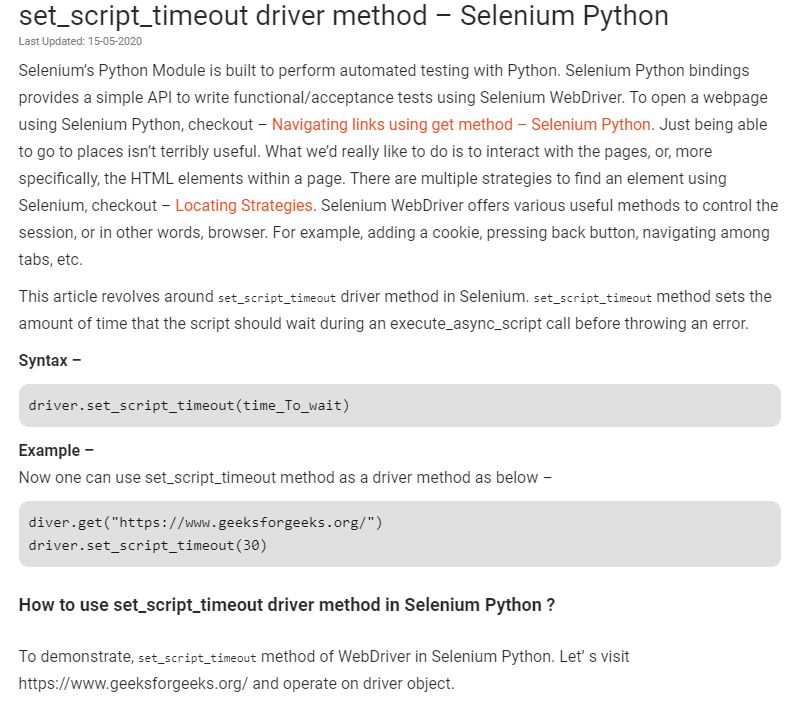 set_script_timeout driver method – Selenium Python
Last Updated: 15-05-2020
Selenium's Python Module is built to perform automated testing with Python. Selenium Python bindings
provides a simple API to write functional/acceptance tests using Selenium WebDriver. To open a webpage
using Selenium Python, checkout – Navigating links using get method – Selenium Python. Just being able
to go to places isn't terribly useful. What we'd really like to do is to interact with the pages, or, more
specifically, the HTML elements within a page. There are multiple strategies to find an element using
Selenium, checkout – Locating Strategies. Selenium WebDriver offers various useful methods to control the
session, or in other words, browser. For example, adding a cookie, pressing back button, navigating among
tabs, etc.
This article revolves around set_script_timeout driver method in Selenium. set_script_timeout method sets the
amount of time that the script should wait during an execute_async_script call before throwing an error.
Syntax –
driver.set_script_timeout(time_To_wait)
Example –
Now one can use set_script_timeout method as a driver method as below –
diver.get("https://www.geeksforgeeks.org/")
driver.set_script_timeout(30)
How to use set_script_timeout driver method in Selenium Python ?
To demonstrate, set_script_timeout method of WebDriver in Selenium Python. Let' s visit
https://www.geeksforgeeks.org/ and operate on driver object.